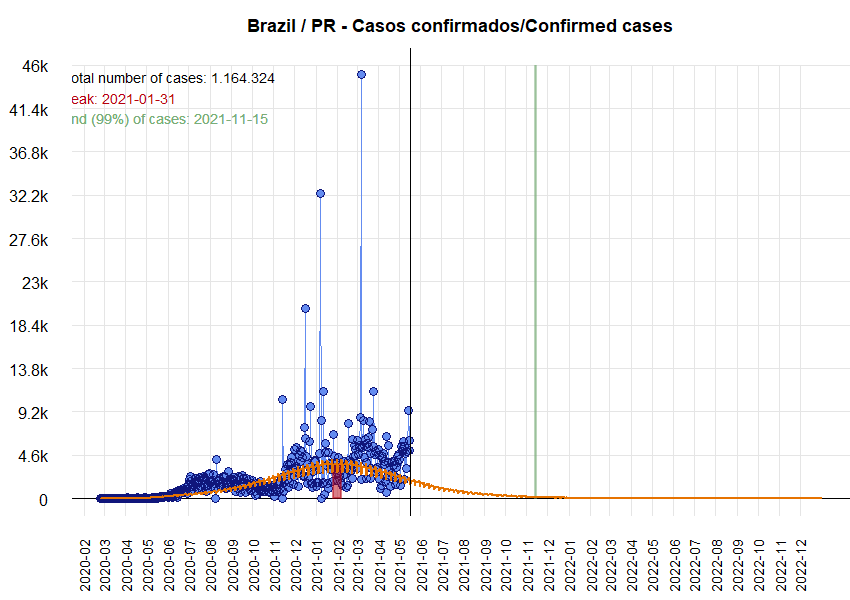 Brazil / PR - Casos confirmados/Confirmed cases
otal number of cases: 1.164.324
eak: 2021-01-31
nd (99%) of cases: 2021-11-15
46k
41.4k
36.8k
32.2k
27.6k
23k
18.4k
13.8k
9.2k
4.6k
0
2020-02
2020-03
2020-04
2020-05
2020-06
2020-07
2020-08
2020-09
2020-10
2020-11
2020-12
2021-01
2021-02
2021-03
2021-04
2021-05
2021-06
2021-07
2021-08
2021-09
2021-10
2021-11
2021-12
2022-01
2022-02
2022-03
2022-04
2022-05
2022-06
2022-07
2022-08
2022-09
2022-10
2022-11
2022-12